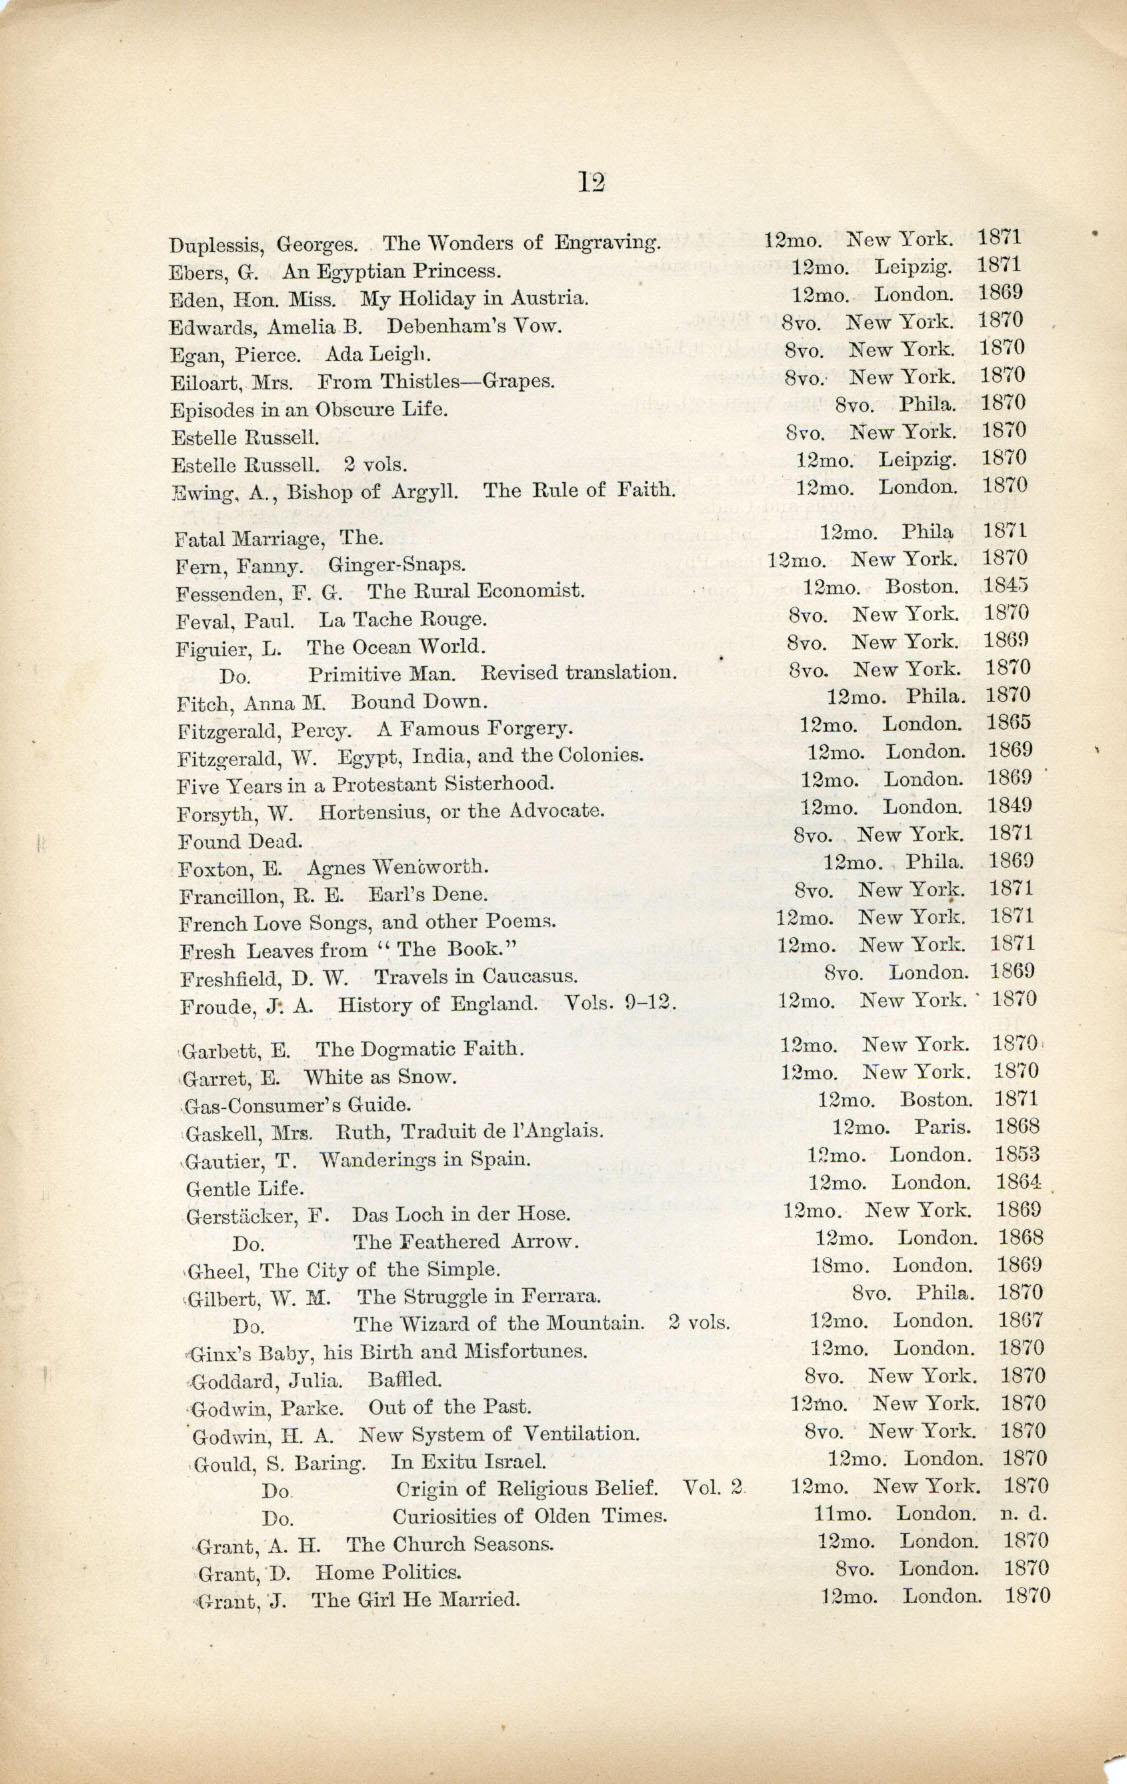 12
Duplessis, Georges. The Wonders of Engraving. 12mo. New York. 1871
Ebers, G. An Egyptian Princess. 12mo. Leipzig. 1871
Eden, Hon. Miss. My Holiday in Austria. 12mo. London. 1869
Edwards, Amelia B. Debenham's Vow. 8vo. New York. 1870
Egan, Pierce. Ada Leigh. 8vo. New York. 1870
Eiloart, Mrs. From Thistles—Grapes. 8vo. New York. 1870
Episodes in an Obscure Life. 8vo. Phila. 1870
Estelle Russell. 8vo. New York. 1870
Estelle Russell. 2 vols. 12mo. Leipzig. 1870
Ewing, A., Bishop of Argyll. The Rule of Faith. 12mo. London. 1870
Fatal Marriage, The. 12mo. Phila 1871
Fern, Fanny. Ginger-Snaps. 12mo. New York. 1870
Fessenden, F. G. The Rural Economist. 12mo. Boston. 1845
Feval, Paul. La Tache Rouge. 8vo. New York. 1870
Figuier, L. The Ocean World. 8vo. New York. 1869
Do. Primitive Man. Revised translation. 8vo. New York. 1870
Fitch, Anna M. Bound Down. 12mo. Phila. 1870
Fitzgerald, Percy. A Famous Forgery. 12mo. London. 1865
Fitzgerald, W. Egypt, India, and the Colonies. 12mo. London. 1869
Five Years in a Protestant Sisterhood. 12mo. London. 1869
Forsyth, W. Hortensius, or the Advocate. 12mo. London. 1849
Found Dead. 8vo. New York. 1871
Foxton, E. Agnes Wentworth. 12mo. Phila. 1869
Francillon, R. E. Earl's Dene. 8vo. New York. 1871
French Love Songs, and other Poems. 12mo. New York. 1871
Fresh Leaves from "The Book." 12mo. New York. 1871
Freshfield, D. W. Travels in Caucasus. 8vo. London. 1869
Froude, J. A. History of England. Vols. 9–12. 12mo. New York. 1870
Garbett, E. The Dogmatic Faith. 12mo. New York. 1870
Garret, E. White as Snow. 12mo. New York. 1870
Gas-Consumer's Guide. 12mo. Boston. 1871
Gaskell, Mrs. Ruth, Traduit de l'Anglais. 12mo. Paris. 1868
Gautier, T. Wanderings in Spain. 12mo. London. 1853
Gentle Life. 12mo. London. 1864
Gerstäcker, F. Das Loch in der Hose. 12mo. New York. 1869
Do. The Feathered Arrow. 12mo. London. 1868
Gheel, The City of the Simple. 18mo. London. 1869
Gilbert, W. M. The Struggle in Ferrara. 8vo. Phila. 1870
Do. The Wizard of the Mountain. 2 vols. 12mo. London. 1867
Ginx's Baby, his Birth and Misfortunes. 12mo. London. 1870
Goddard, Julia. Baffled. 8vo. New York. 1870
Godwin, Parke. Out of the Past. 12mo. New York. 1870
Godwin, H. A. New System of Ventilation. 8vo. New York. 1870
Gould, S. Baring. In Exitu Israel. 12mo. London. 1870
Do. Origin of Religious Belief. Vol. 2. 12mo. New York. 1870
Do. Curiosities of Olden Times. 11mo. London. n. d.
Grant, A. H. The Church Seasons. 12mo. London. 1870
Grant, D. Home Politics. 8vo. London. 1870
Grant, J. The Girl He Married. 12mo. London. 1870